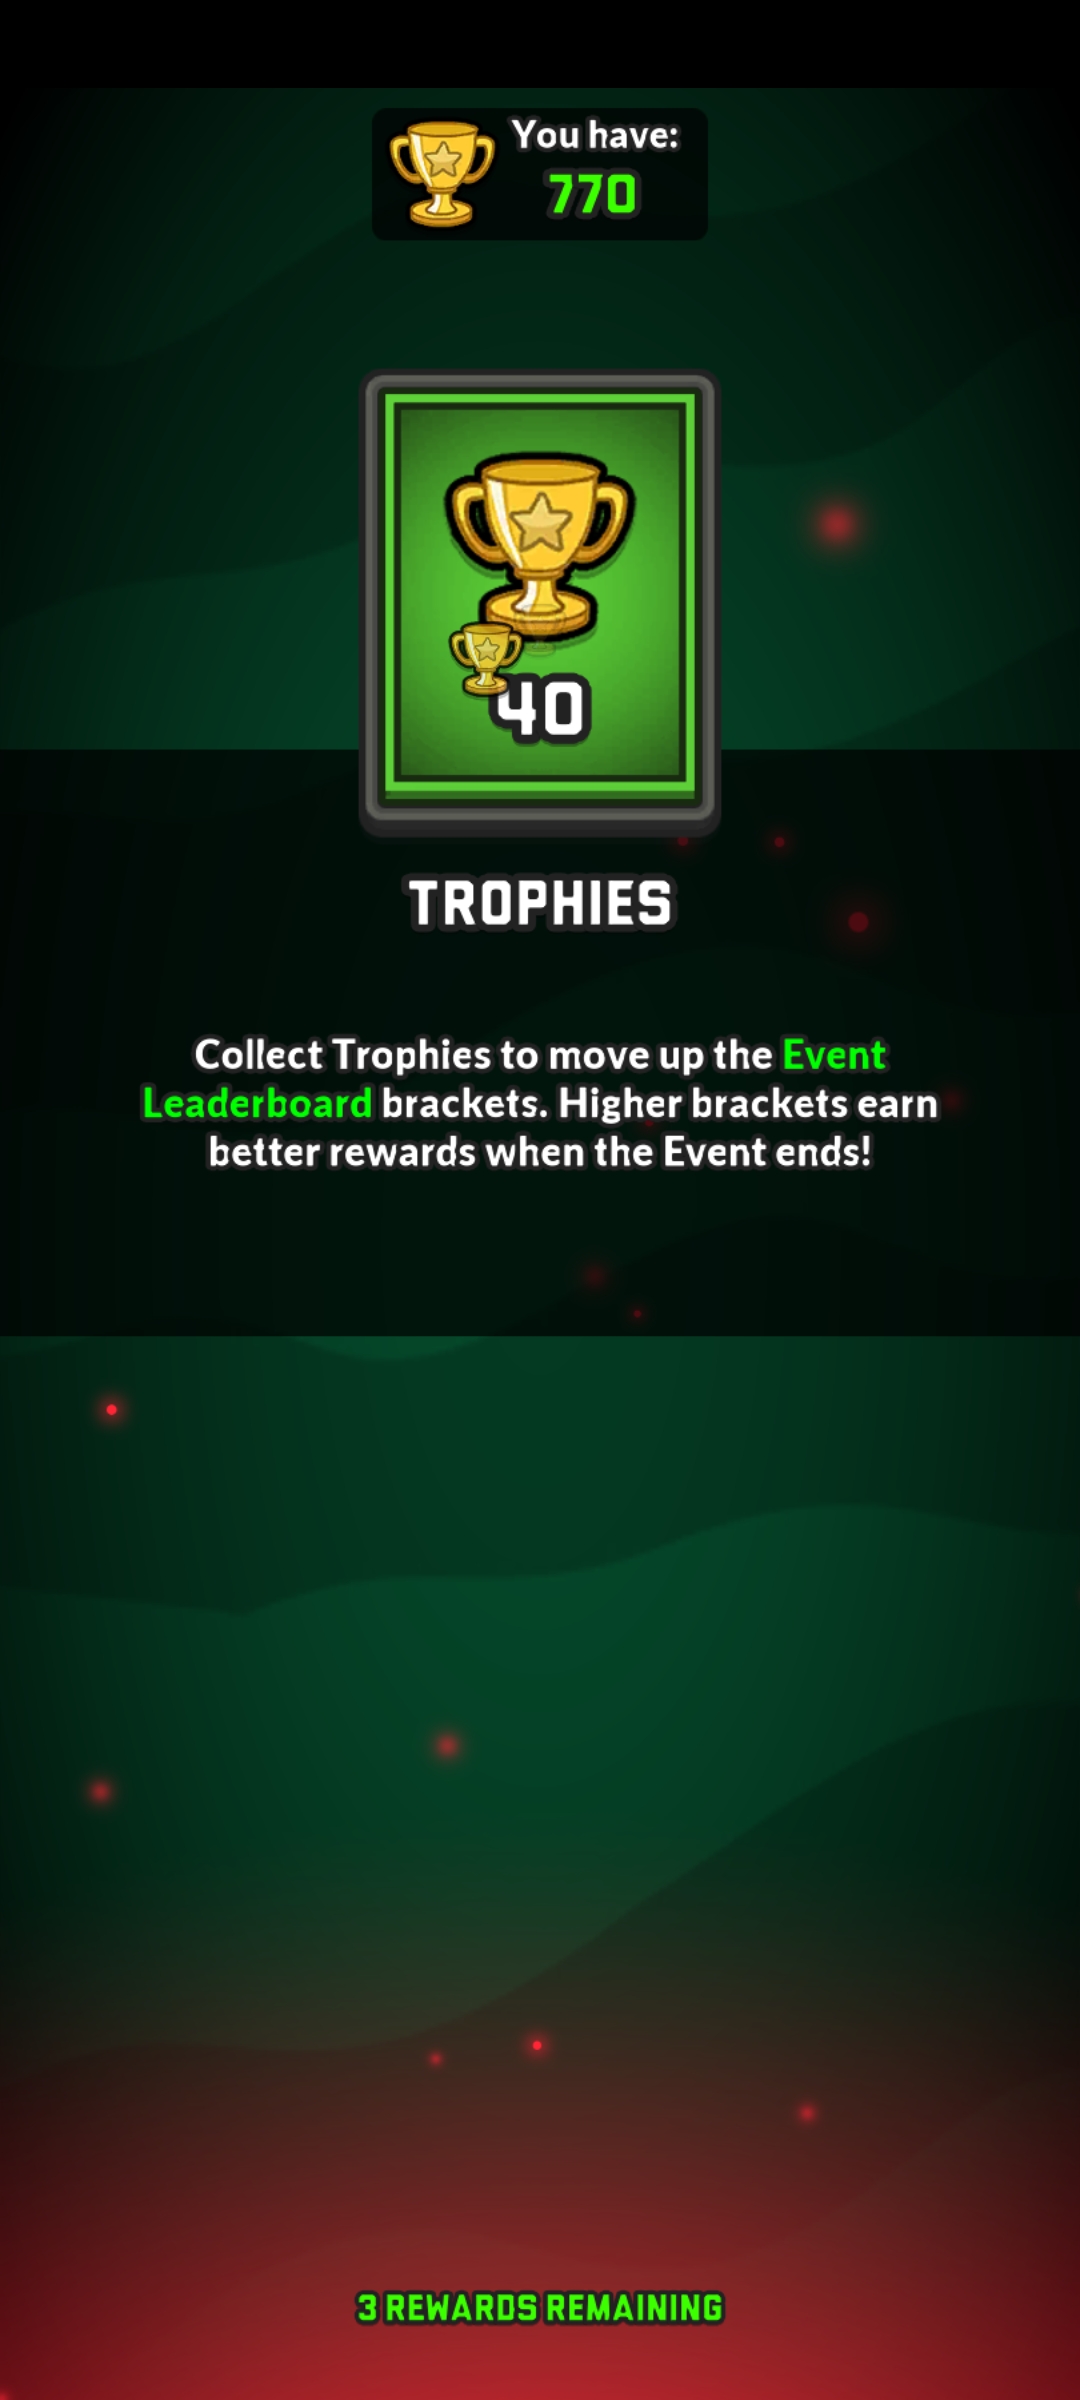 You have:
770
40
TROPHIES
Collect Trophies to move up the Event
Leaderboard brackets. Higher brackets earn
better rewards when the Event ends!
3 REWARDS REMAINING